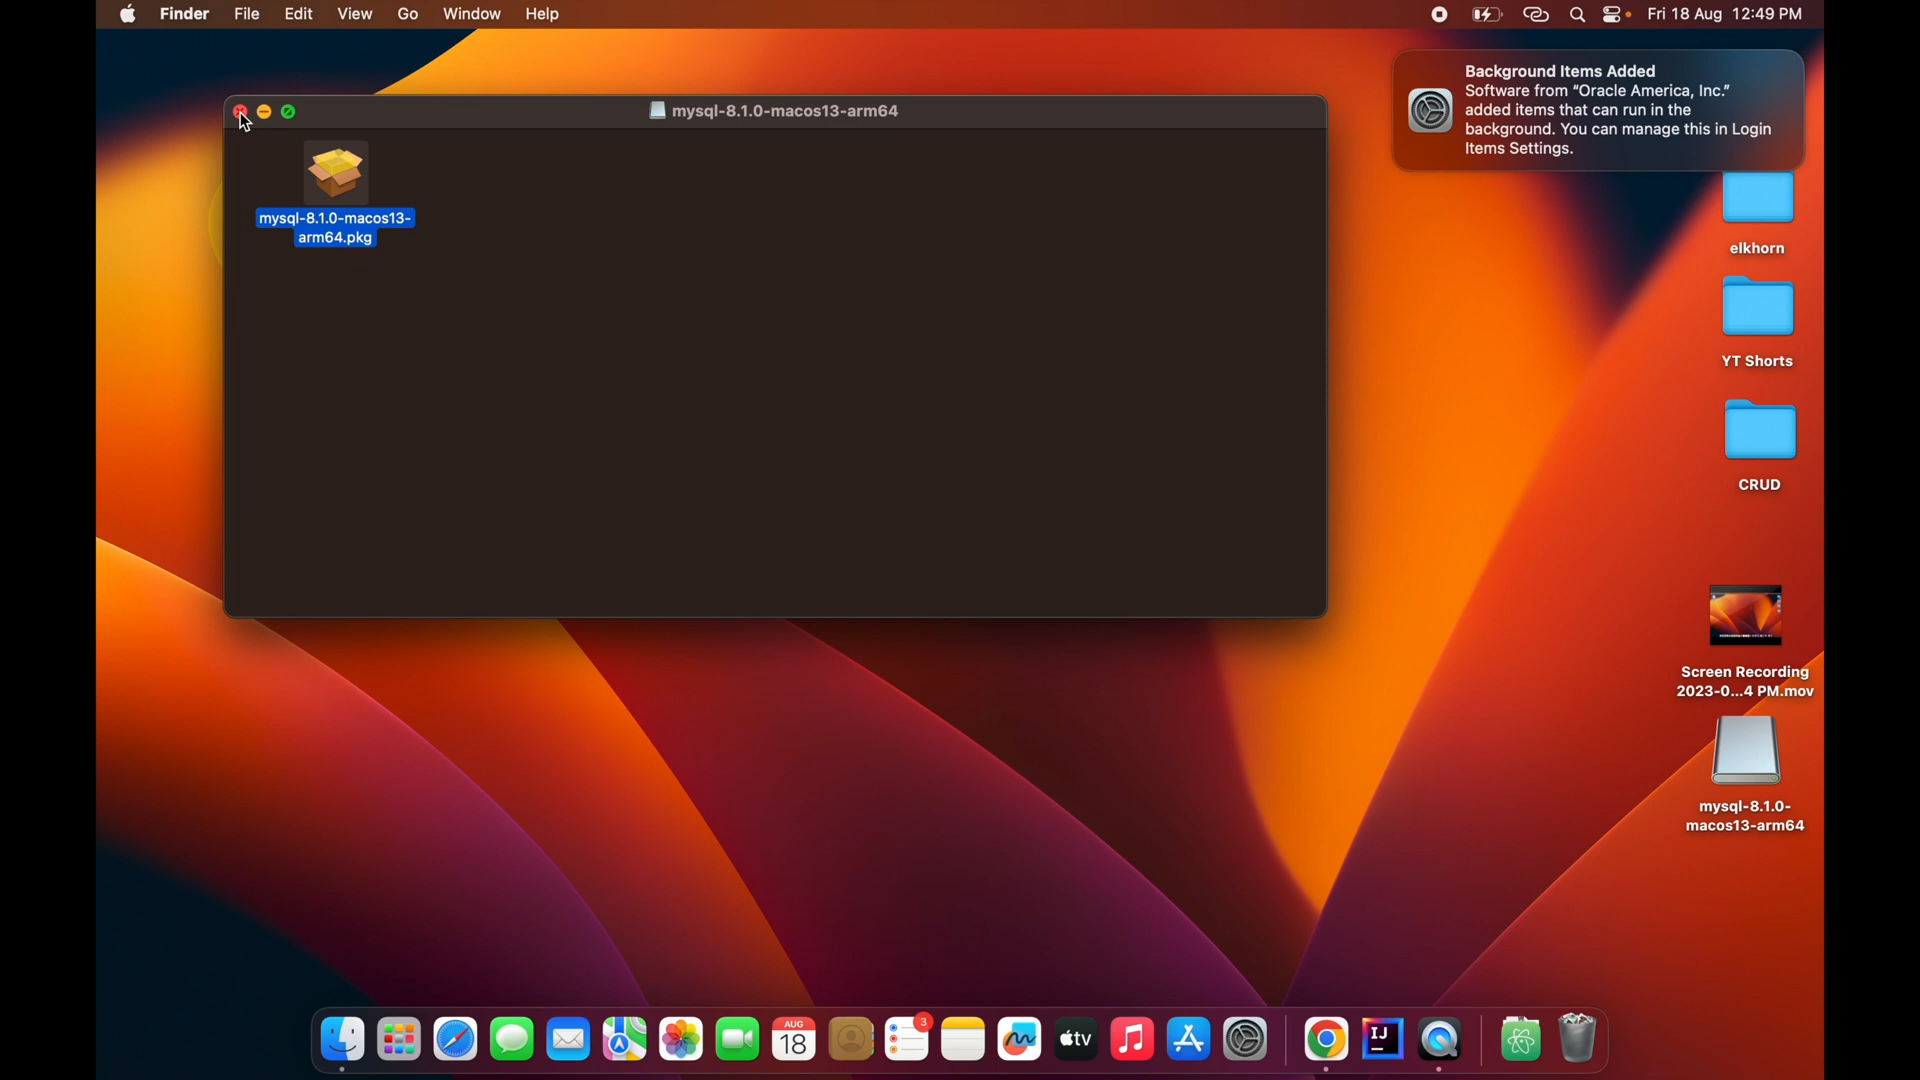 Finder File Edit View Go Window Help
Fri 18 Aug 12:49 PM
mysql-8.1.0-macos13-arm64
mysql-8.1.0-macos13-
arm64.pkg
Background Items Added
Software from “Oracle America, Inc.”
added items that can run in the
background. You can manage this in Login
Items Settings.
elkhorn
YT Shorts
CRUD
Screen Recording
2023-0...4 PM.mov
mysql-8.1.0-
macos13-arm64
AUG
18
3
tv
IJ